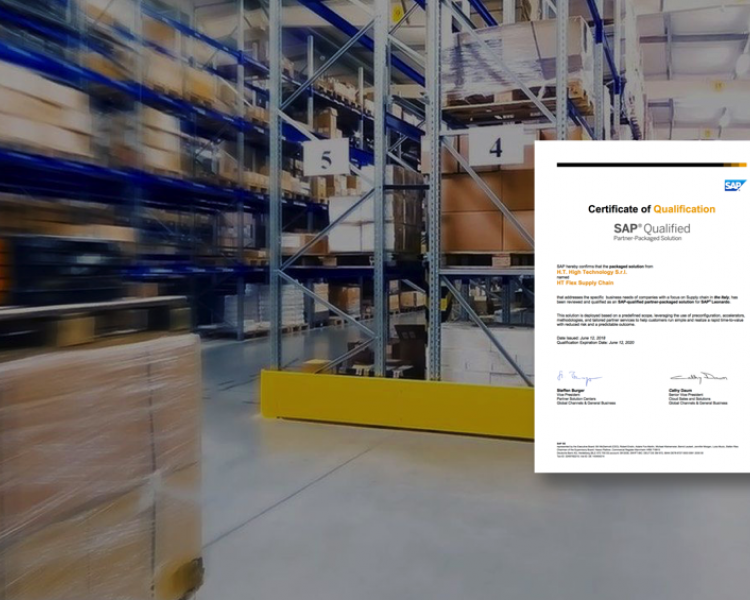 5
4
SAP
Certificate of Qualification
SAP® Qualified
Partner-Packaged Solution
SAP hereby confirms that the packaged solution from
H.T. High Technology S.r.l.
named
HT Flex Supply Chain
that addresses the specific business needs of companies with a focus on Supply chain in the Italy, has
been reviewed and qualified as an SAP-qualified partner-packaged solution for SAP® Leonardo.
This solution is deployed based on a predefined scope, leveraging the use of preconfiguration, accelerators,
methodologies, and tailored partner services to help customers run simple and realize a rapid time-to-value
with reduced risk and a predictable outcome.
Date Issued: June 12, 2018
Qualification Expiration Date: June 12, 2020
Steffen Burger
Vice President
Partner Solution Centers
Global Channels & General Business
Cathy Daum
Senior Vice President
Cloud Sales and Solutions
Global Channels & General Business